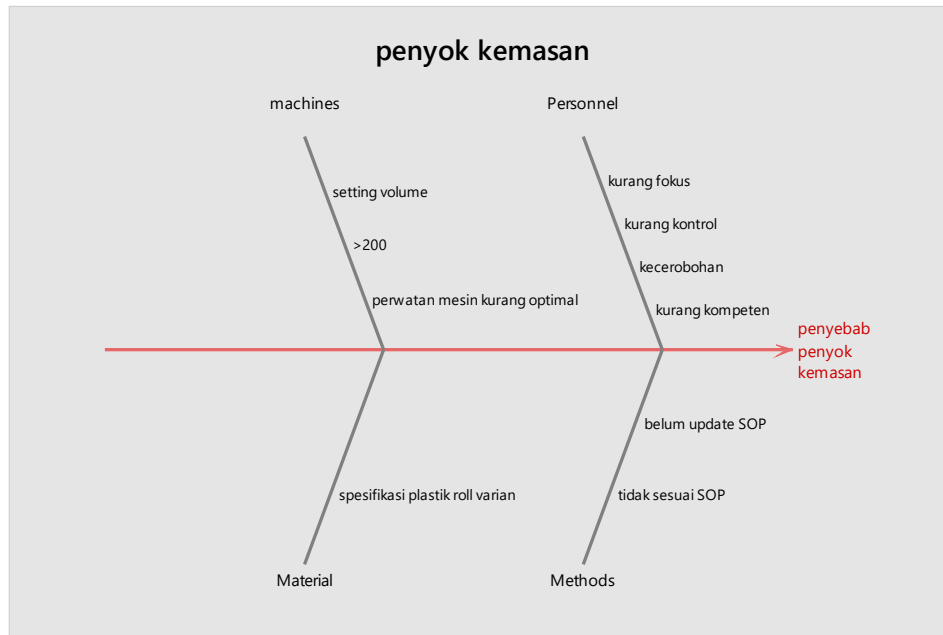 penyok kemasan
machines
Personnel
setting volume
>200
perwatan mesin kurang optimal
kurang fokus
kurang kontrol
kecerobohan
kurang kompeten
penyebab
penyok
kemasan
belum update SOP
tidak sesuai SOP
spesifikasi plastik roll varian
Material
Methods